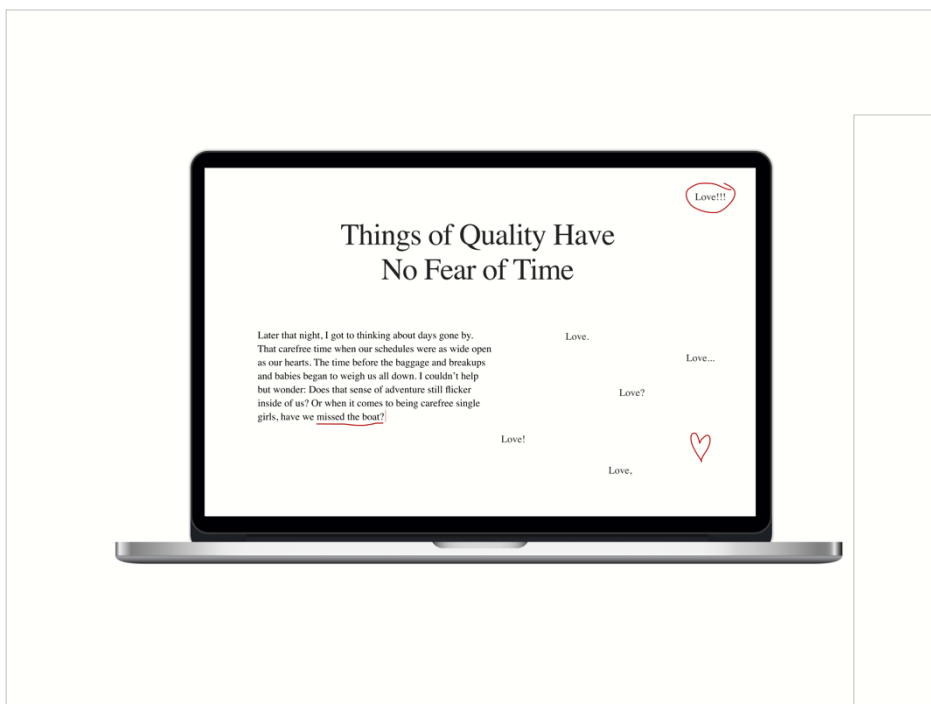 Love!!!
Things of Quality Have
No Fear of Time
Later that night, I got to thinking about days gone by.
That carefree time when our schedules were as wide open
as our hearts. The time before the baggage and breakups
and babies began to weigh us all down. I couldn't help
but wonder: Does that sense of adventure still flicker
inside of us? Or when it comes to being carefree single
girls, have we missed the boat?
Love.
Love...
Love?
Love!
Love,